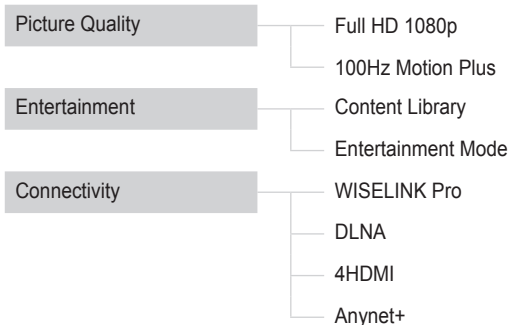 Picture Quality
Full HD 1080p
100Hz Motion Plus
Entertainment
Content Library
Entertainment Mode
Connectivity
WISELINK Pro
DLNA
4HDMI
Anynet+